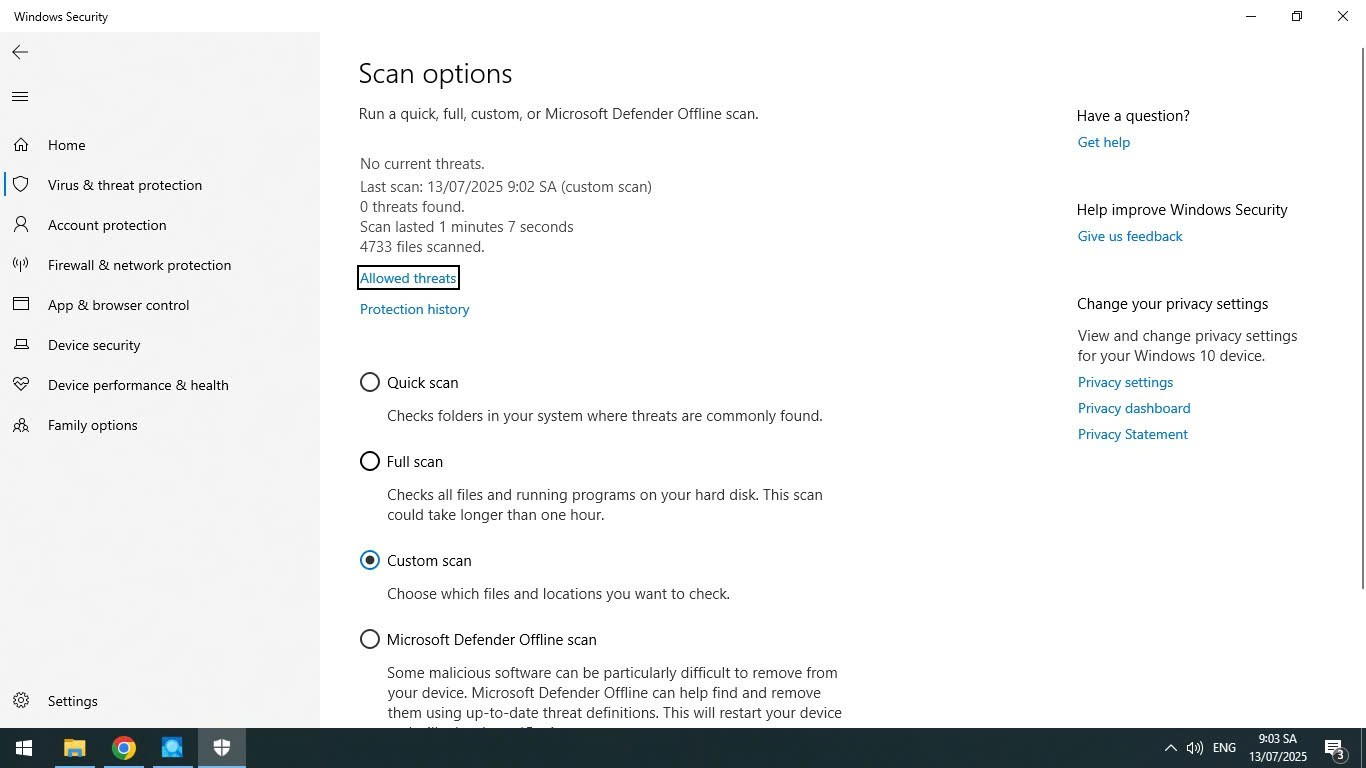 Windows Security
Home
Virus & threat protection
Account protection
Firewall & network protection
App & browser control
Device security
Device performance & health
Family options
Settings
Scan options
Run a quick, full, custom, or Microsoft Defender Offline scan.
No current threats.
Last scan: 13/07/2025 9:02 SA (custom scan)
0 threats found.
Scan lasted 1 minutes 7 seconds
4733 files scanned.
Allowed threats
Protection history
Quick scan
Checks folders in your system where threats are commonly found.
Full scan
Checks all files and running programs on your hard disk. This scan
could take longer than one hour.
Custom scan
Choose which files and locations you want to check.
Microsoft Defender Offline scan
Some malicious software can be particularly difficult to remove from
your device. Microsoft Defender Offline can help find and remove
them using up-to-date threat definitions. This will restart your device
Have a question?
Get help
Help improve Windows Security
Give us feedback
Change your privacy settings
View and change privacy settings
for your Windows 10 device.
Privacy settings
Privacy dashboard
Privacy Statement
ENG
9:03 SA
13/07/2025
3